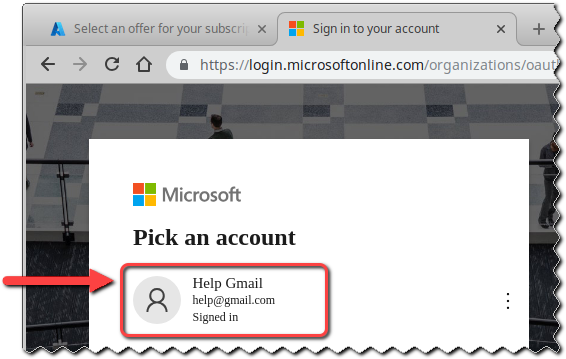 Select an offer for your subscrip
Sign in to your account
https://login.microsoftonline.com/organizations/oaut
Microsoft
Pick an account
Help Gmail
help@gmail.com
Signed in